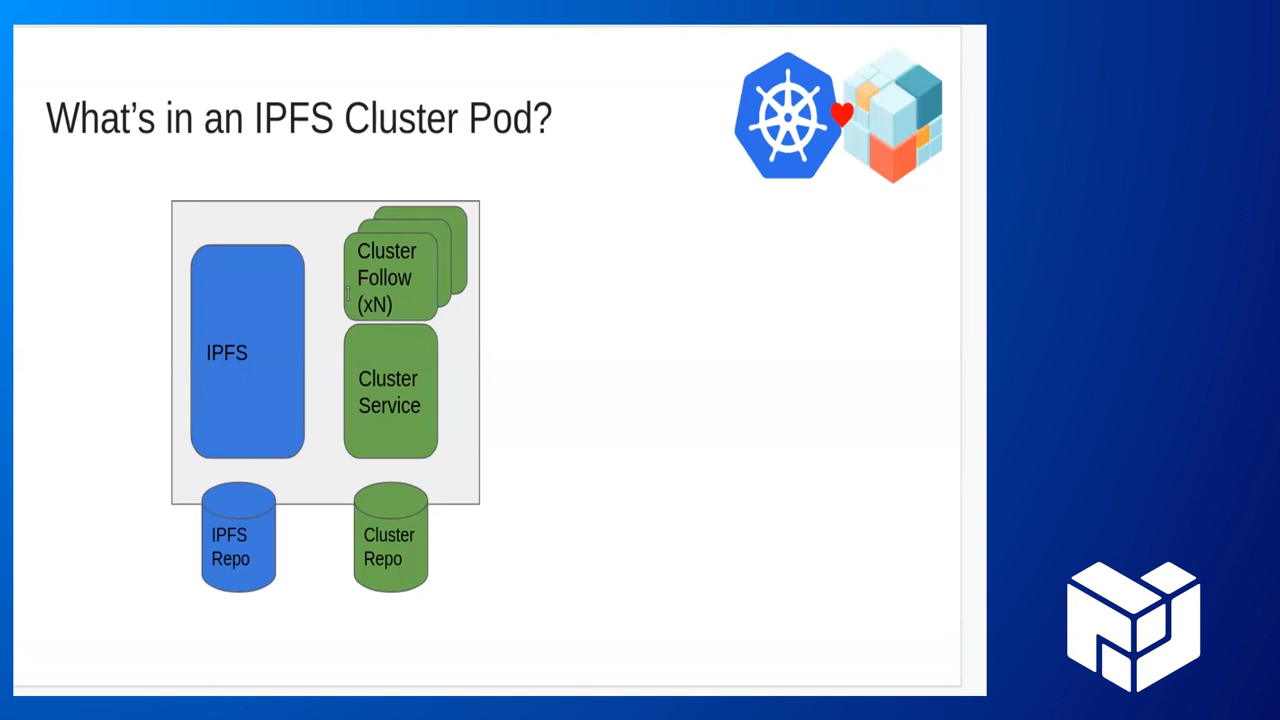 What's in an IPFS Cluster Pod?
Cluster
Follow
(xN)
IPFS
Cluster
Service
IPFS
Repo
Cluster
Repo